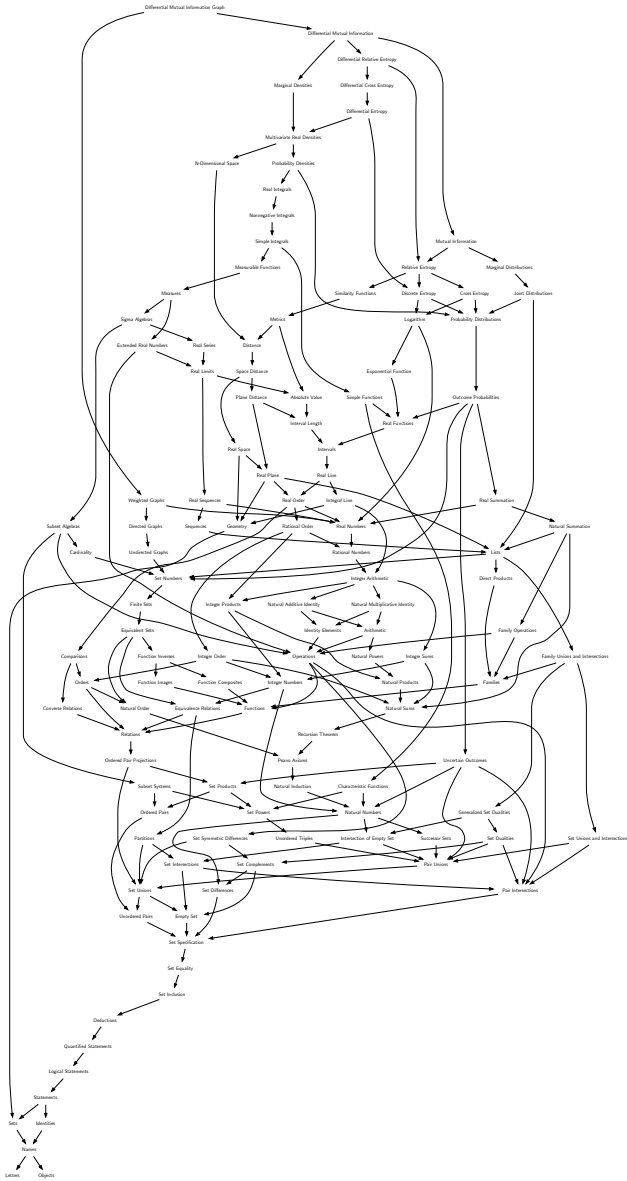 Differential Mutual Information Graph
Differential Mutual Information
Differential Relative Entropy
Marginal Densities
Differential Cross Entropy
Differential Entropy
Multivariate Real Densities
N-Dimensional Space
Probability Densities
Real Integrals
Nonnegative Integrals
Simple Integrals
Mutual Information
Measurable Functions
Relative Entropy
Marginal Distributions
Measures
Similarity Functions
Discrete Entropy
Cross Entropy
Joint Distributions
Sigma Algebras
Metrics
Logarithm
Probability Distributions
Extended Real Numbers
Real Series
Distance
Real Limits
Space Distance
Exponential Function
Plane Distance
Absolute Value
Simple Functions
Outcome Probabilities
Interval Length
Real Functions
Real Space
Intervals
Real Plane
Real Line
Weighted Graphs
Real Sequences
Real Order
Integral Line
Real Summation
Subset Algebras
Directed Graphs
Sequences
Geometry
Rational Order
Real Numbers
Natural Summation
Cardinality
Undirected Graphs
Rational Numbers
Lists
Set Numbers
Integer Arithmetic
Direct Products
Finite Sets
Integer Products
Natural Additive Identity
Natural Multiplicative Identity
Equivalent Sets
Identity Elements
Arithmetic
Family Operations
Comparisons
Function Inverses
Integer Order
Operations
Natural Powers
Integer Sums
Family Unions and Intersections
Orders
Function Images
Function Composites
Integer Numbers
Natural Products
Families
Converse Relation
Natural Order
Equivalence Relations
Functions
Natural Sums
Relations
Recursion Theorem
Ordered Pair Projections
Peano Axioms
Uncertain Outcomes
Subset Systems
Set Products
Natural Induction
Characteristic Functions
Ordered Pairs
Set Powers
Natural Numbers
Generalized Set Dualities
Partitions
Set Symmetric Differences
Unordered Triples
Intersection of Empty Set
Successor Sets
Set Dualities
Set Unions and Intersections
Set Intersections
Set Complements
Pair Unions
Set Unions
Set Differences
Pair Intersections
Unordered Pairs
Empty Set
Set Specification
Set Equality
Set Inclusion
Deductions
Quantified Statements
Logical Statements
Statements
Sets
Identities
Names
Letters
Objects